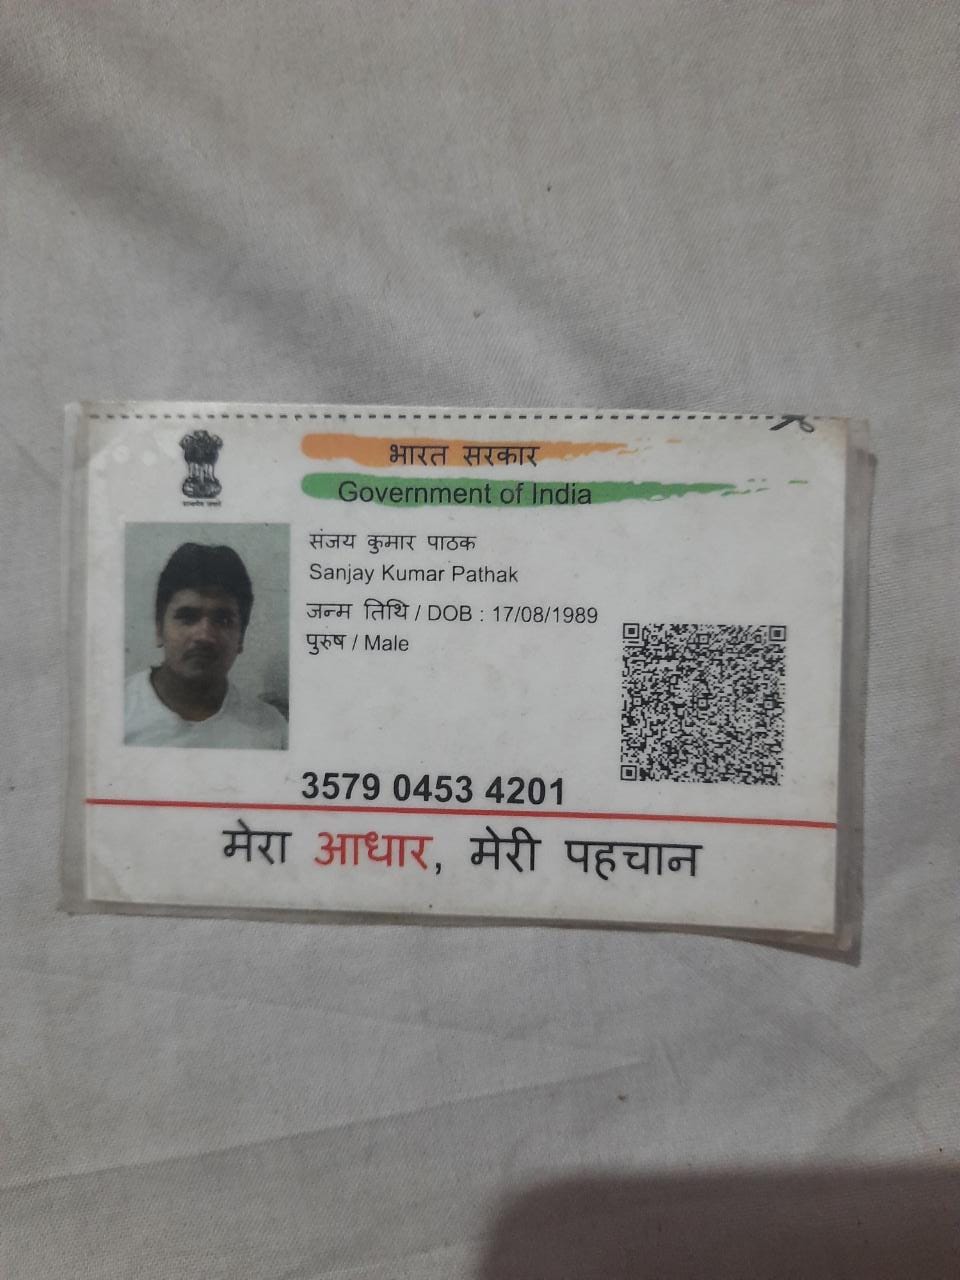 भारत सरकार
Government of India
संजय कुमार पाठक
Sanjay Kumar Pathak
जन्म तिथि / DOB : 17/08/1989
पुरुष / Male
3579 0453 4201
मेरा आधार, मेरी पहचान